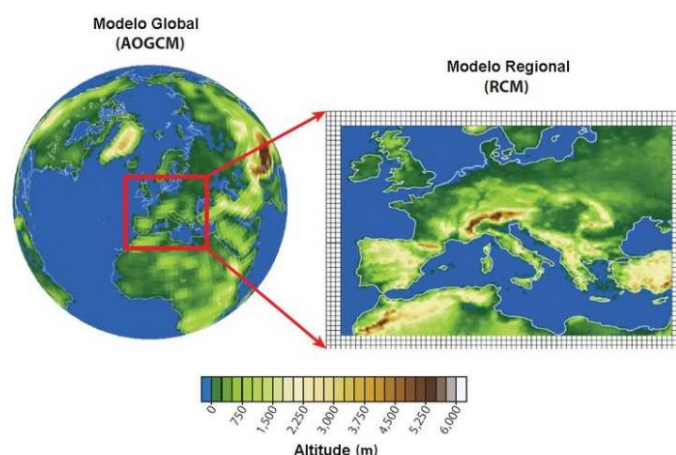 Modelo Global
(AOGCM)
Modelo Regional
(RCM)
0
750
1,500
2,250
3,000
3,750
4,500
5,250
6,000
Altitude (m)